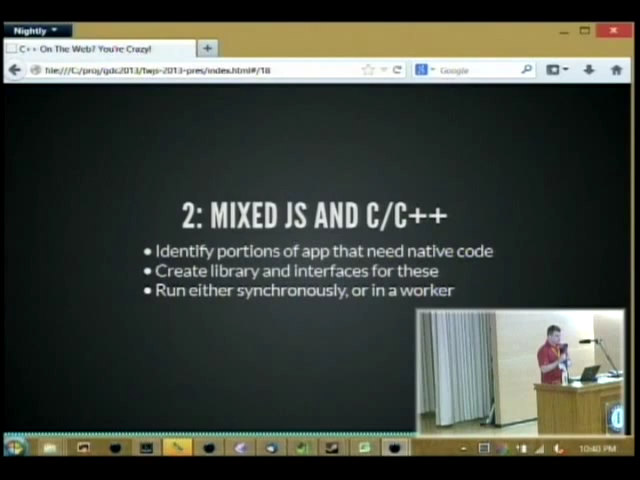 Nightly
C++ On The Web? You're Crazy!
file:///C:/proj/gdc2013/fwjs-2013-pres/index.html#/18
Google
2: MIXED JS AND C/C++
• Identify portions of app that need native code
• Create library and interfaces for these
• Run either synchronously, or in a worker
10:40 PM